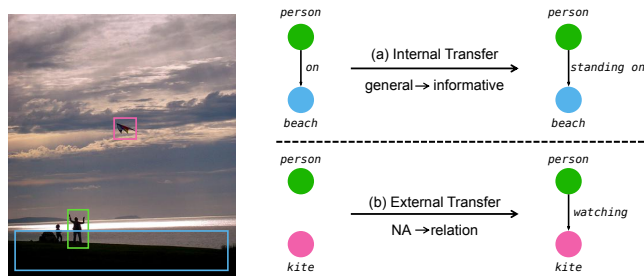 person
person
(a) Internal Transfer
on
standing on
general→informative
beach
beach
person
person
(b) External Transfer
watching
NA→relation
kite
kite